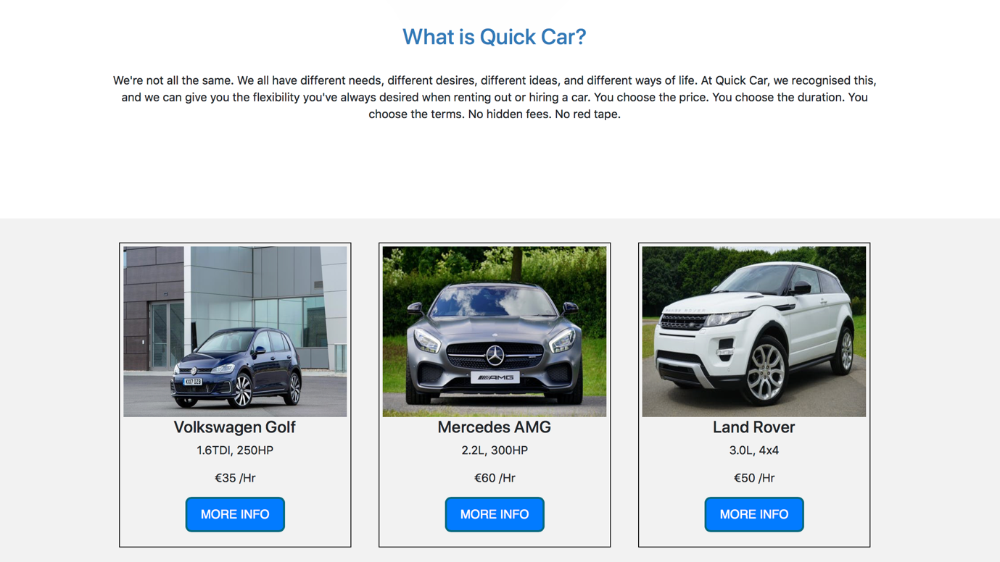 What is Quick Car?
We're not all the same. We all have different needs, different desires, different ideas, and different ways of life. At Quick Car, we recognised this,
and we can give you the flexibility you've always desired when renting out or hiring a car. You choose the price. You choose the duration. You
choose the terms. No hidden fees. No red tape.
KX17 OZB
AMG
RANGE ROVER
Volkswagen Golf
1.6TDI, 250HP
€35 /Hr
MORE INFO
Mercedes AMG
2.2L, 300HP
€60 /Hr
MORE INFO
Land Rover
3.0L, 4x4
€50 /Hr
MORE INFO